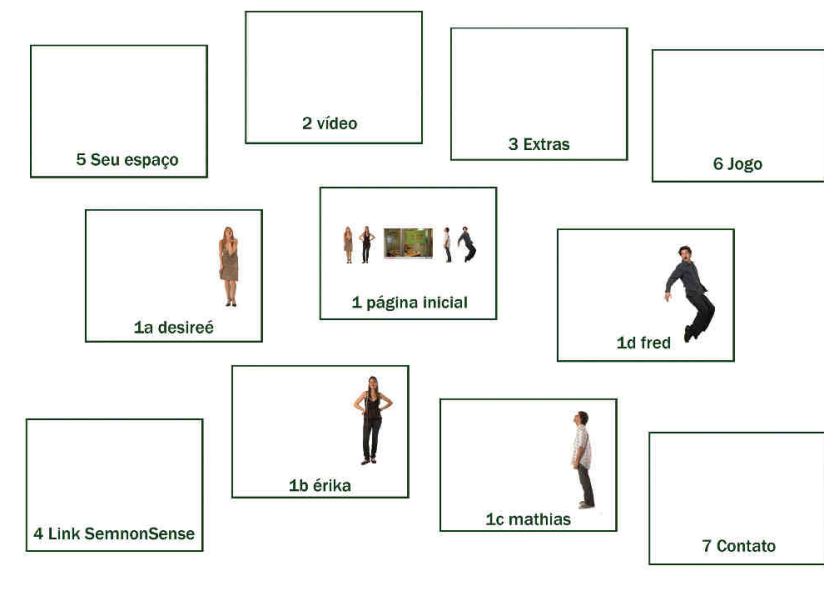 2 vídeo
3 Extras
5 Seu espaço
6 Jogo
1 página inicial
1a desireé
1d fred
1b érika
1c mathias
4 Link SemnonSense
7 Contato